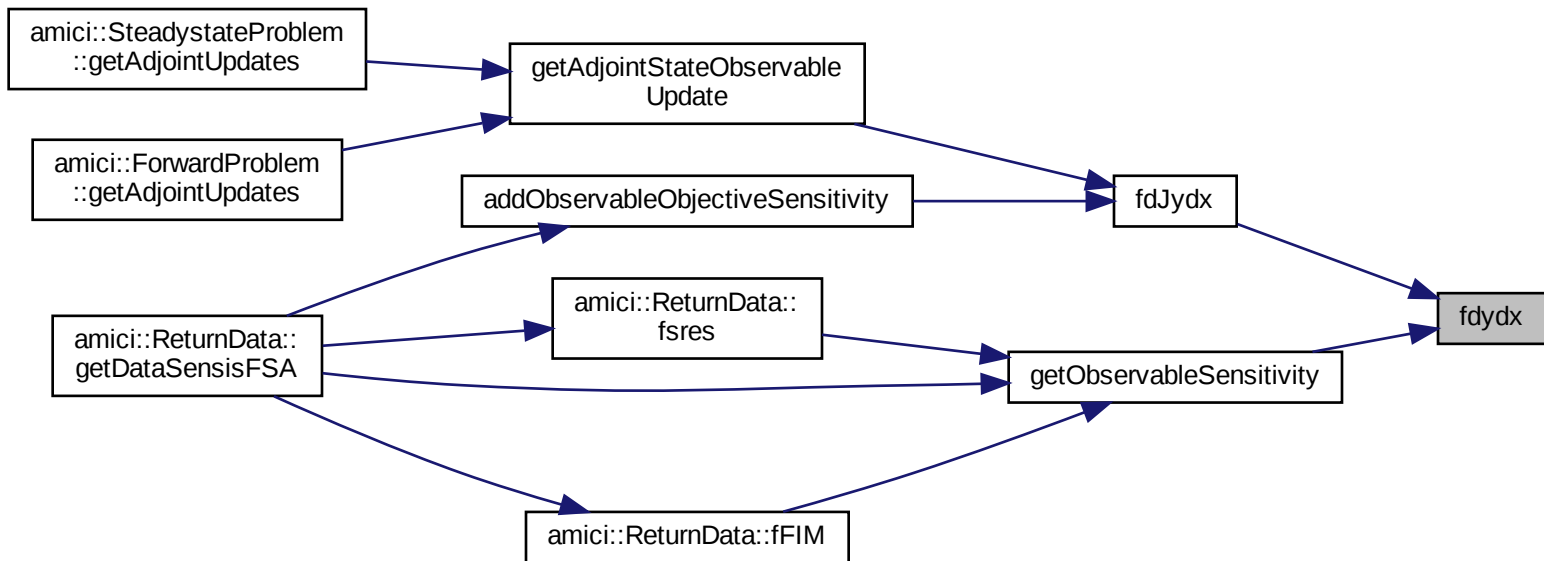 amici::SteadystateProblem
::getAdjointUpdates
getAdjointStateObservable
Update
amici::ForwardProblem
::getAdjointUpdates
addObservableObjectiveSensitivity
fdJydx
amici::ReturnData::
fsres
fdydx
amici::ReturnData::
getDataSensisFSA
getObservableSensitivity
amici::ReturnData::fFIM